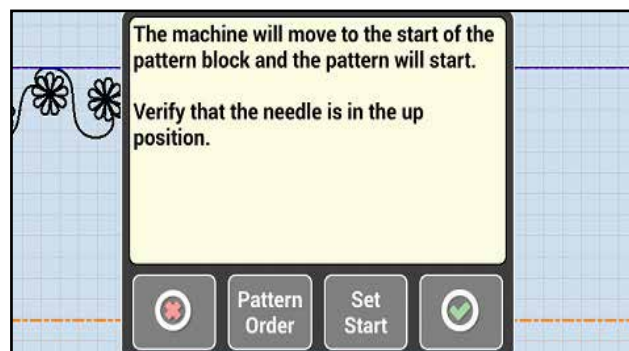 The machine will move to the start of the
pattern block and the pattern will start.
Verify that the needle is in the up
position.
Pattern
Order
Set
Start